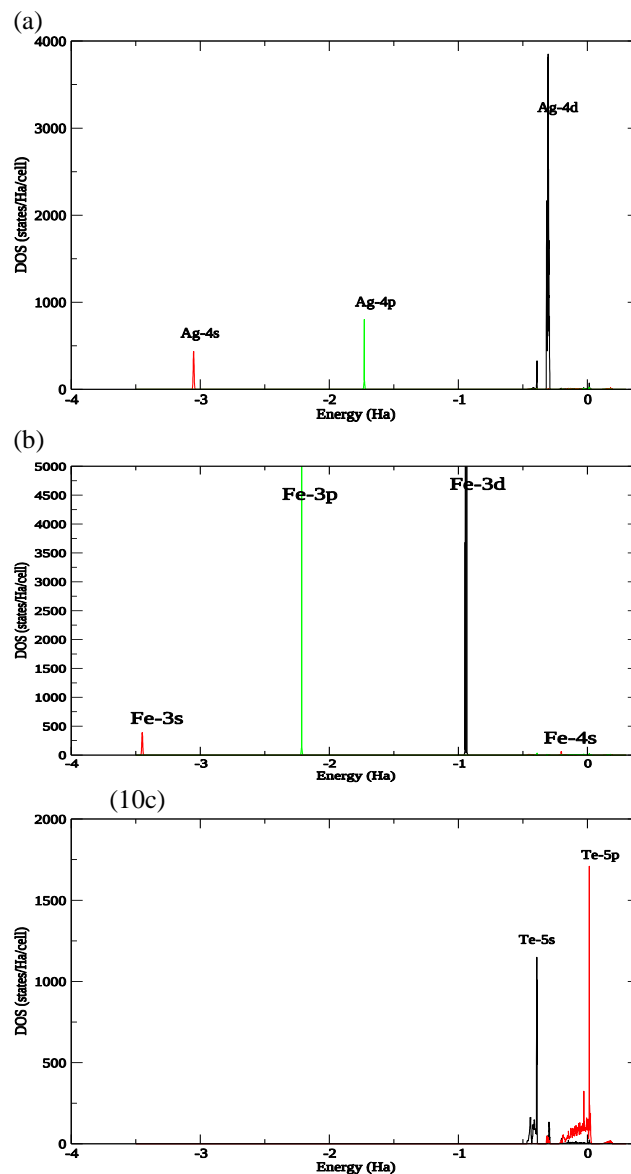 (a)
4000
Ag-4d
3000
DOS (states/Ha/cell)
2000
1000
Ag-4s
Ag-4p
0
-4 -3 -2 -1 0
Energy (Ha)
(b)
5000
Fe-3p
Fe-3d
4500
4000
3500
3000
DOS (states/Ha/cell)
2500
2000
1500
1000
Fe-3s
500
Fe-4s
0
-4 -3 -2 -1 0
Energy (Ha)
(10c)
2000
Te-5p
1500
DOS (states/Ha/cell)
Te-5s
1000
500
0
-4 -3 -2 -1 0
Energy (Ha)